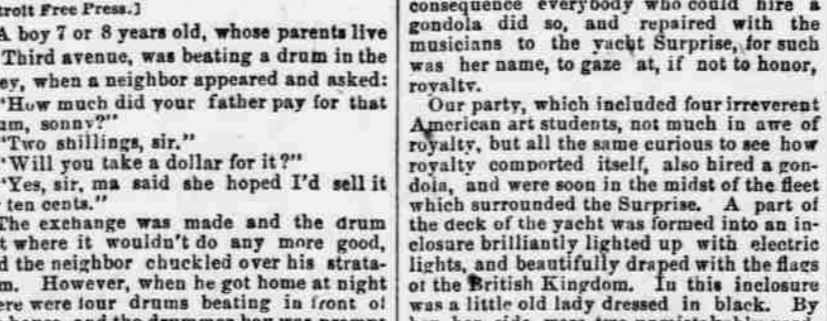 troit Free Press.]
A boy 7 or 8 years old, whose parents live
Third avenue, was beating a drum in the
ey, when a neighbor appeared and asked:
"How much did your father pay for that
um, sonny?"
"Two shillings, sir."
"Will you take a dollar for it?"
"Yes, sir, ma said she hoped I'd sell it
ten cents."
The exchange was made and the drum
t where it wouldn't do any more good,
d the neighbor chuckled over his strata-
m. However, when he got home at night
ere were four drums beating in front of
consequence everybody who could hire a
gondola did so, and repaired with the
musicians to the yacht Surprise, for such
was her name, to gaze at, if not to honor,
royalty.
Our party, which included four irreverent
American art students, not much in awe of
royalty, but all the same curious to see how
royalty comported itself, also hired a gon-
dola, and were soon in the midst of the fleet
which surrounded the Surprise. A part of
the deck of the yacht was formed into an in-
closure brilliantly lighted up with electric
lights, and beautifully draped with the flags
of the British Kingdom. In this inclosure
was a little old lady dressed in black. By